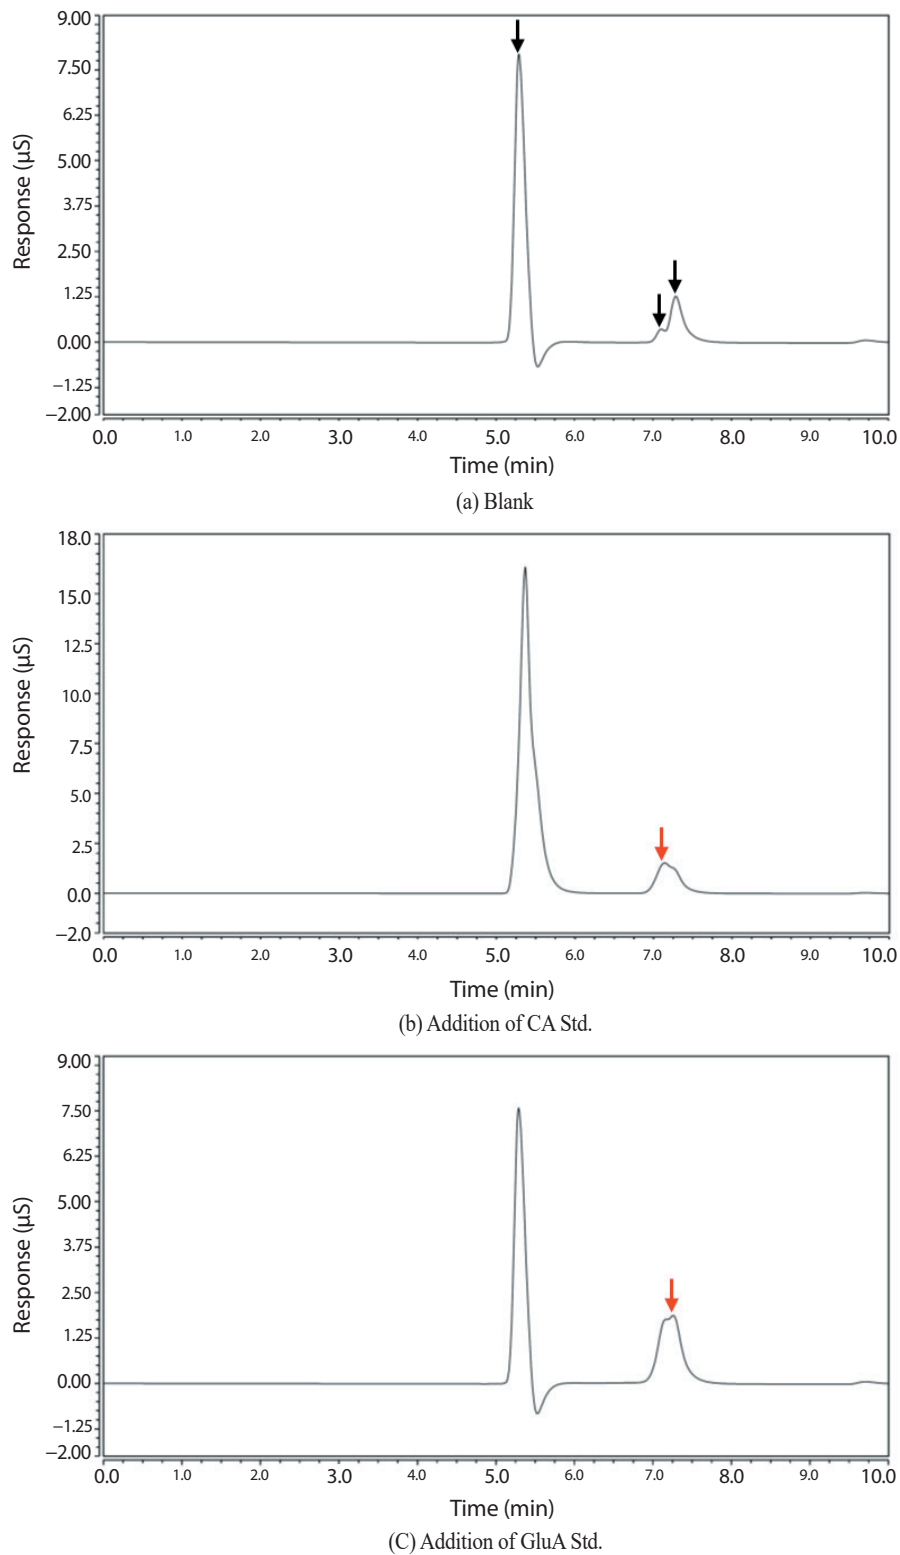 9.00
7.50
6.25
5.00
3.75
2.50
1.25
0.00
−1.25
−2.00
Response (µS)
0.0 1.0 2.0 3.0 4.0 5.0 6.0 7.0 8.0 9.0 10.0
Time (min)
(a) Blank
18.0
15.0
12.5
10.0
7.5
5.0
2.5
0.0
−2.0
Response (µS)
0.0 1.0 2.0 3.0 4.0 5.0 6.0 7.0 8.0 9.0 10.0
Time (min)
(b) Addition of CA Std.
9.00
7.50
6.25
5.00
3.75
2.50
1.25
0.00
−1.25
−2.00
Response (µS)
0.0 1.0 2.0 3.0 4.0 5.0 6.0 7.0 8.0 9.0 10.0
Time (min)
(C) Addition of GluA Std.